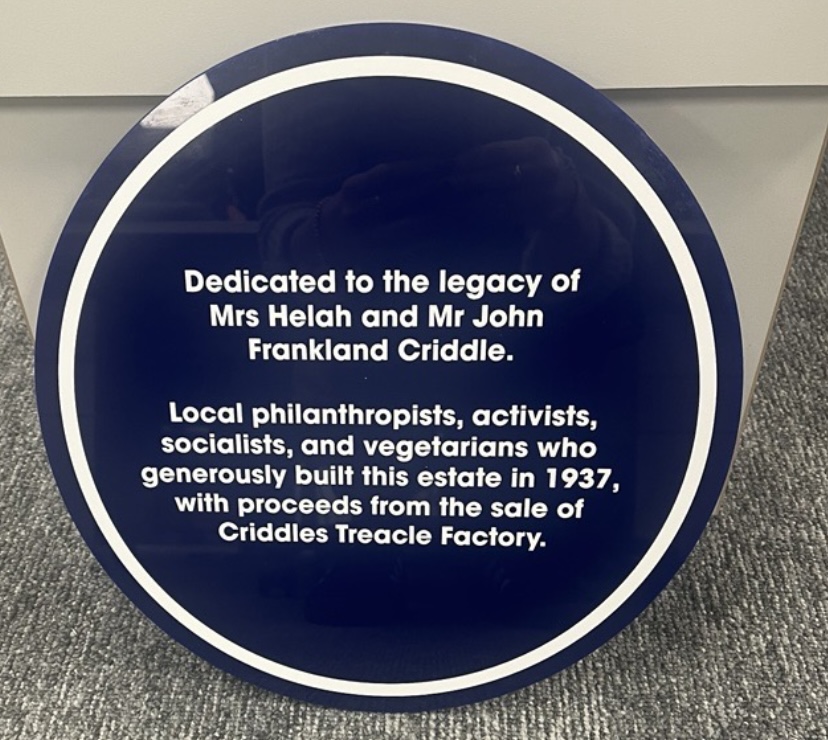 Dedicated to the legacy of
Mrs Helah and Mr John
Frankland Criddle.
Local philanthropists, activists,
socialists, and vegetarians who
generously built this estate in 1937,
with proceeds from the sale of
Criddles Treacle Factory.